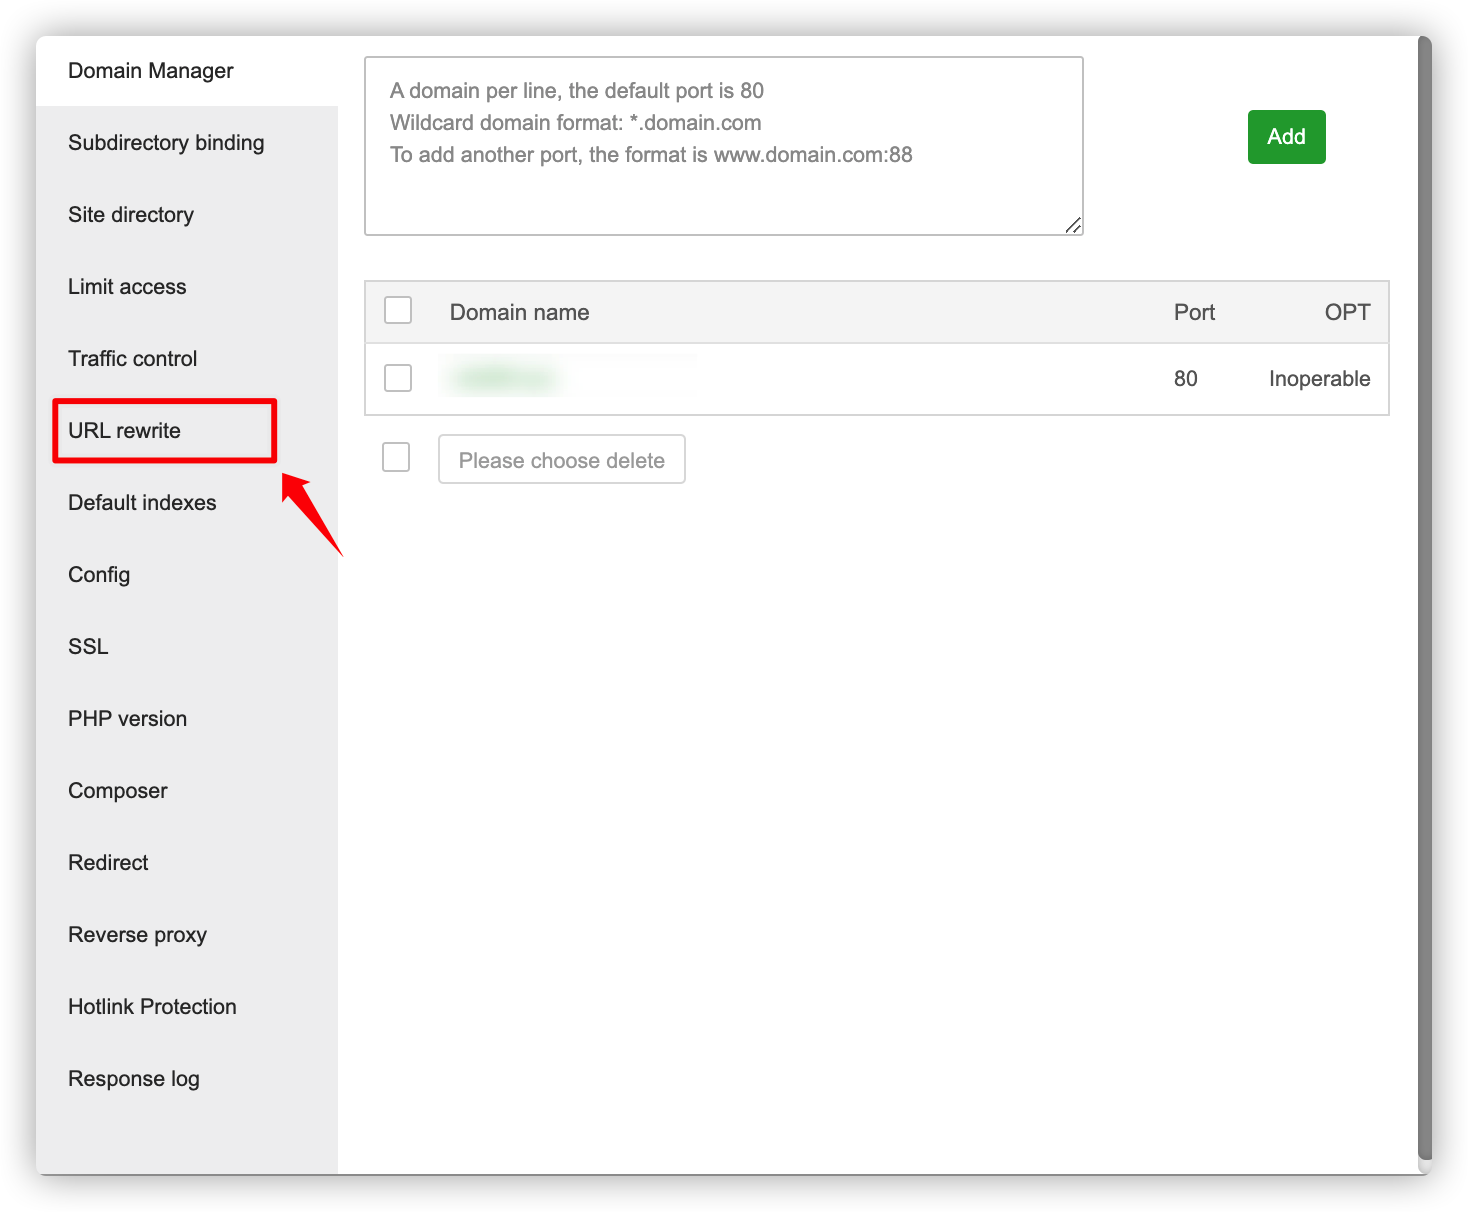 Domain Manager
Subdirectory binding
Site directory
Limit access
Traffic control
URL rewrite
Default indexes
Config
SSL
PHP version
Composer
Redirect
Reverse proxy
Hotlink Protection
Response log
A domain per line, the default port is 80
Wildcard domain format: *.domain.com
To add another port, the format is www.domain.com:88
Add
Domain name Port OPT
80 Inoperable
Please choose delete